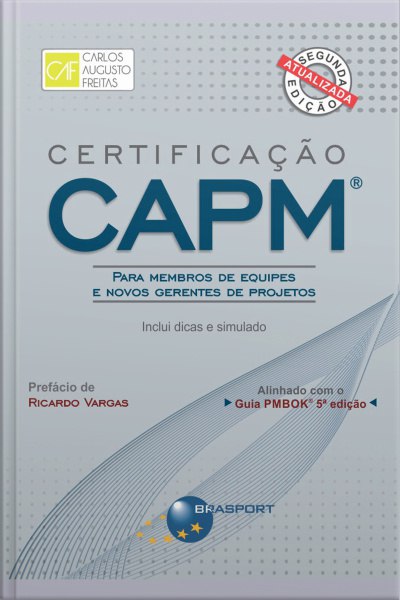 CAF
CARLOS
AUGUSTO
FREITAS
SEGUNDA
ATUALIZADA
EDIÇÃO
CERTIFICAÇÃO
CAPM®
PARA MEMBROS DE EQUIPES
E NOVOS GERENTES DE PROJETOS
Inclui dicas e simulado
Prefácio de
RICARDO VARGAS
Alinhado com o
Guia PMBOK® 5ª edição
BRASPORT